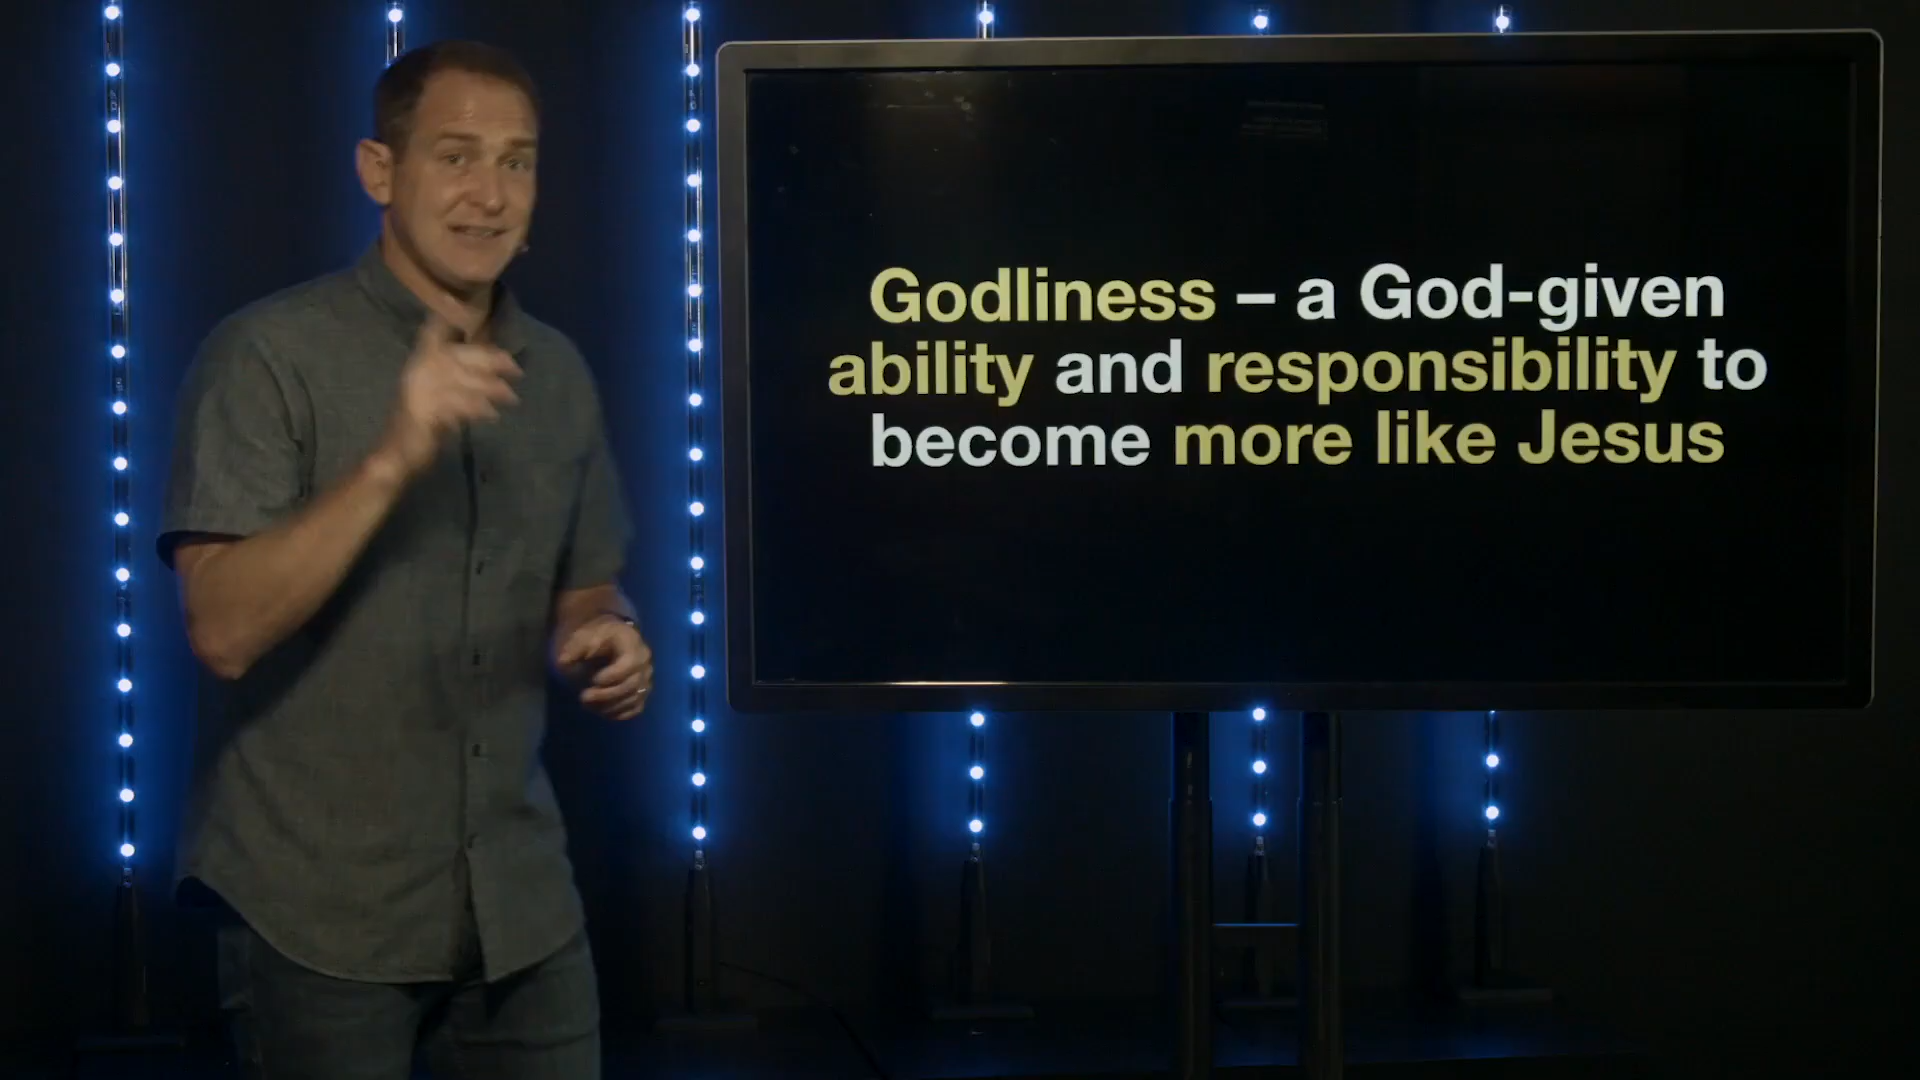 Godliness – a God-given
ability and responsibility to
become more like Jesus